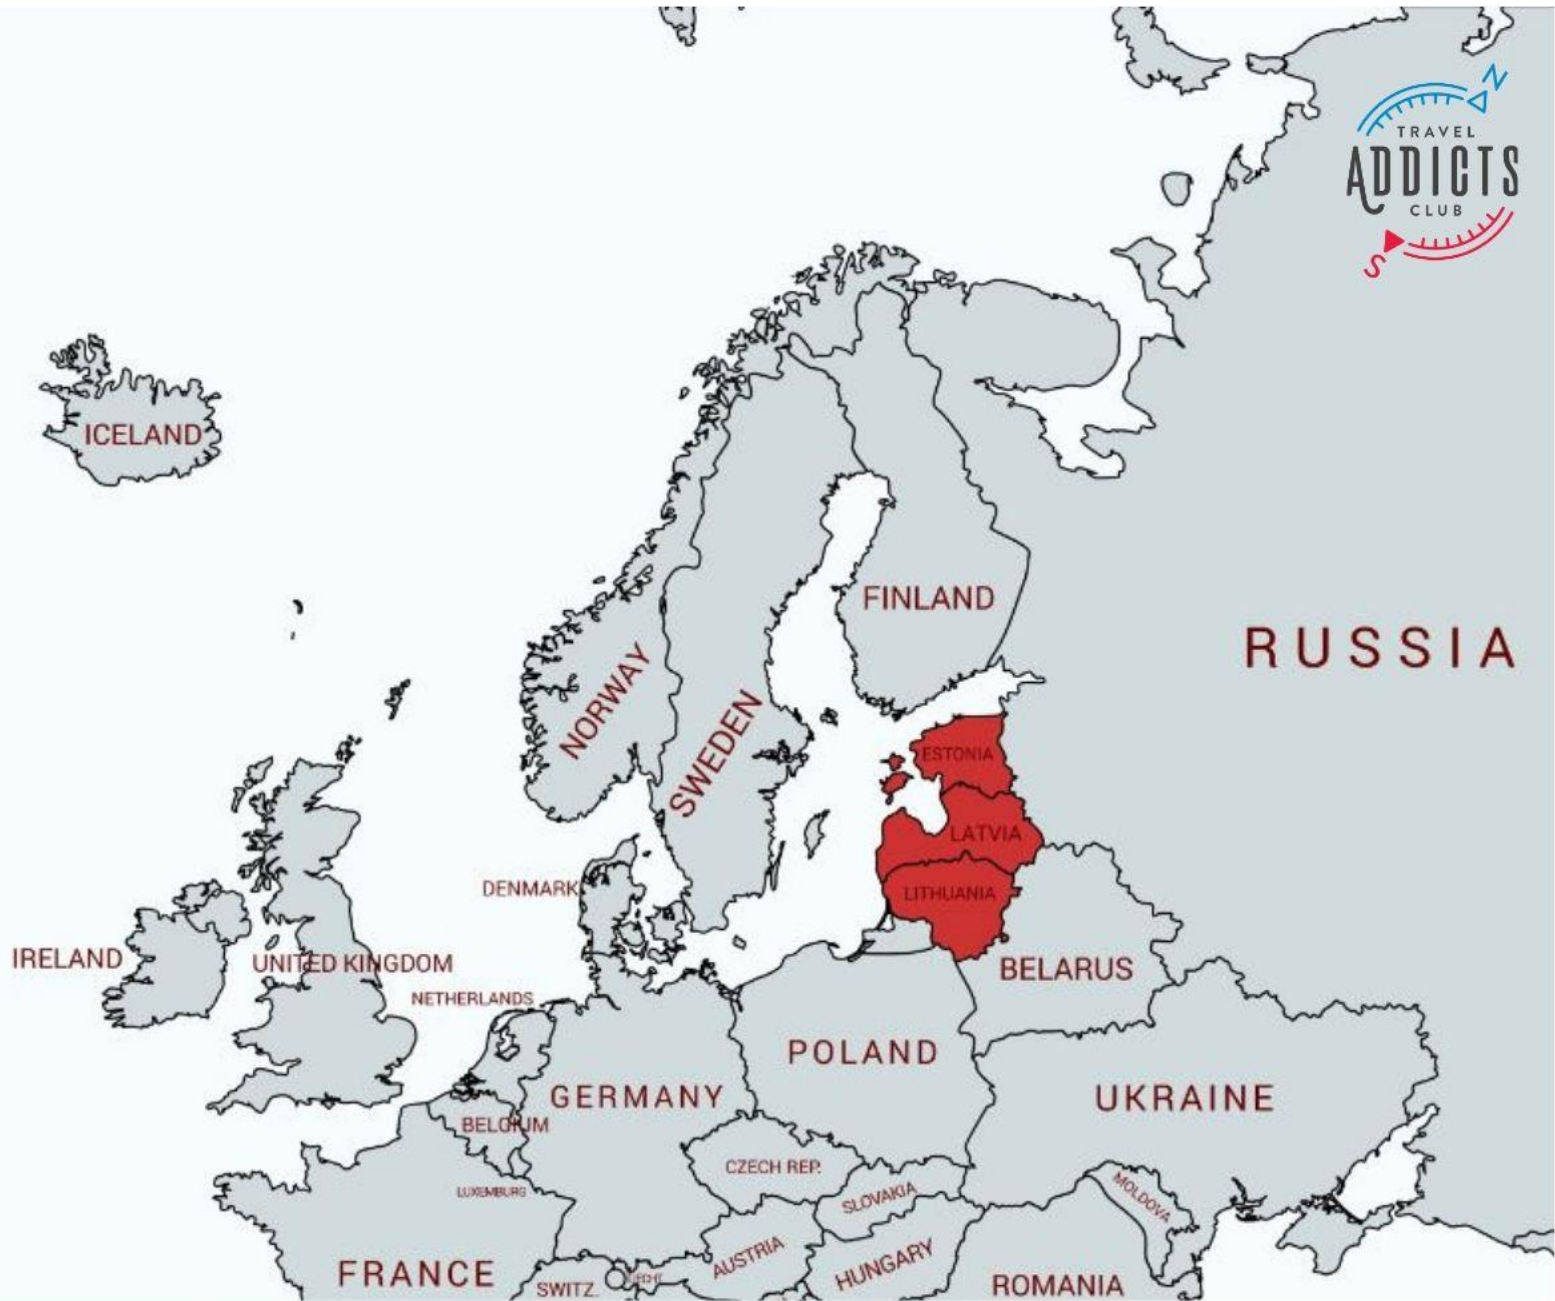 N
TRAVEL
ADDICTS
CLUB
S
ICELAND
FINLAND
RUSSIA
NORWAY
SWEDEN
ESTONIA
LATVIA
DENMARK
LITHUANIA
IRELAND
UNITED KINGDOM
BELARUS
NETHERLANDS
POLAND
GERMANY
UKRAINE
BELGIUM
CZECH REP.
LUXEMBURG
SLOVAKIA
MOLDOVA
AUSTRIA
HUNGARY
FRANCE
SWITZ.
ROMANIA